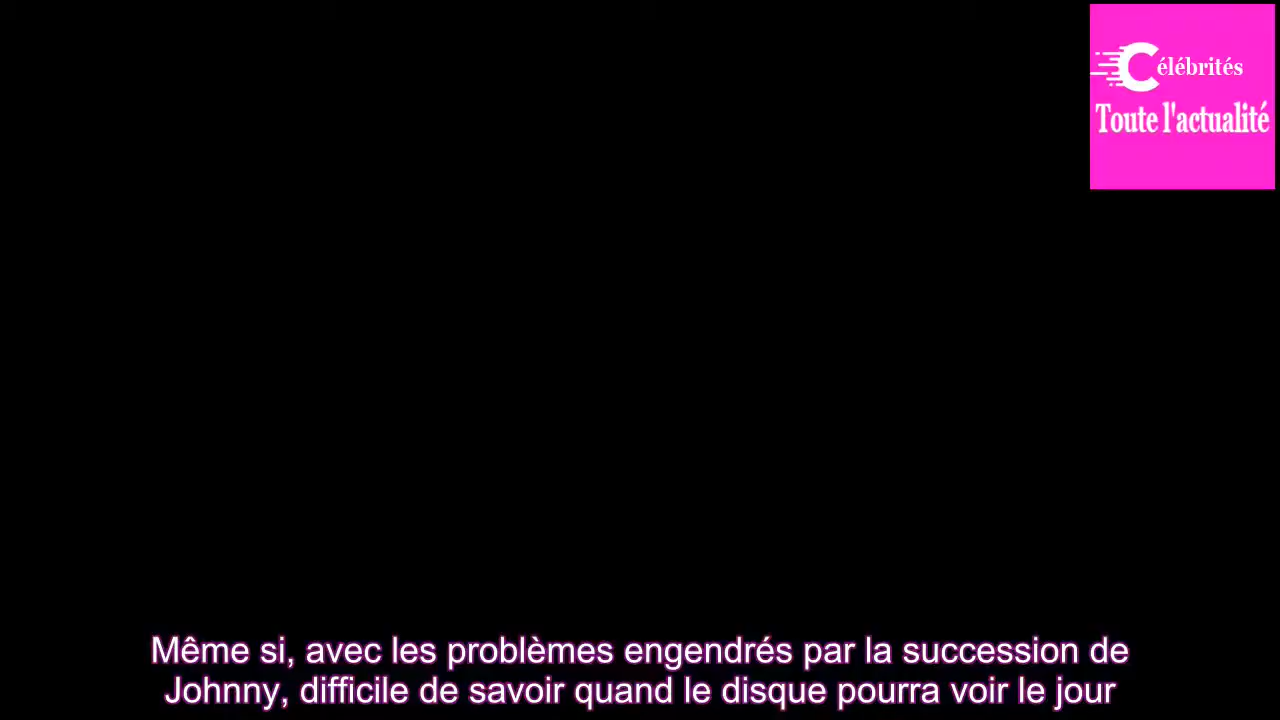 Célébrités
Toute l'actualité
Même si, avec les problèmes engendrés par la succession de
Johnny, difficile de savoir quand le disque pourra voir le jour